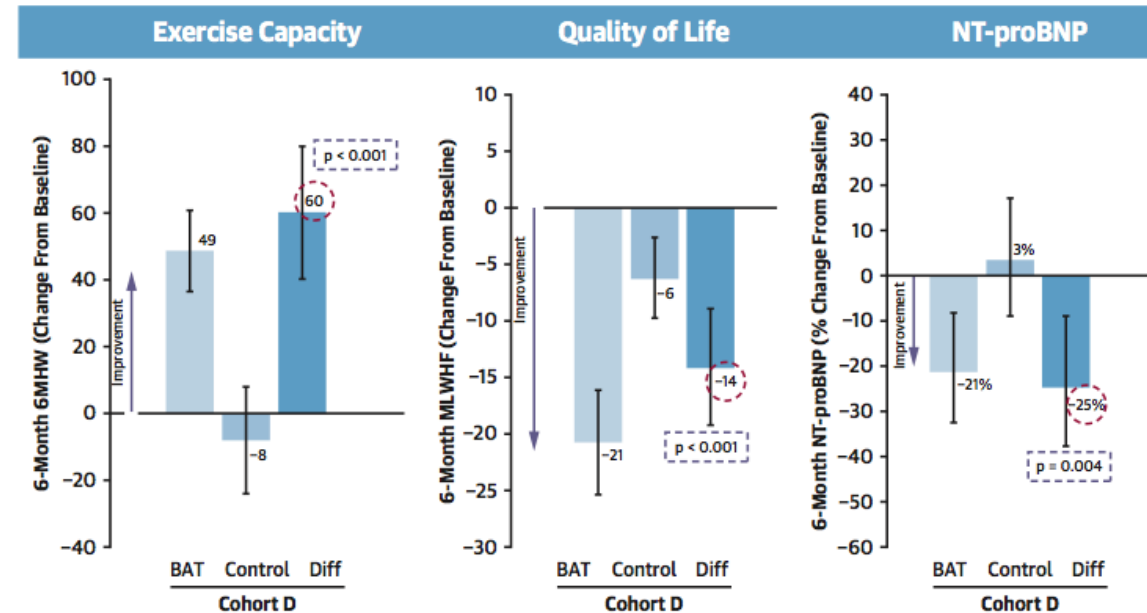 Exercise Capacity
Quality of Life
NT-proBNP
6-Month 6MHW (Change From Baseline)
100
80
60
40
20
0
−20
−40
Improvement
p < 0.001
49
−8
60
BAT Control Diff
Cohort D
6-Month MLWHF (Change From Baseline)
10
5
0
−5
−10
−15
−20
−25
−30
Improvement
−21
−6
−14
p < 0.001
BAT Control Diff
Cohort D
6-Month NT-proBNP (% Change From Baseline)
40
30
20
10
0
−10
−20
−30
−40
−50
−60
Improvement
−21%
3%
−25%
p = 0.004
BAT Control Diff
Cohort D